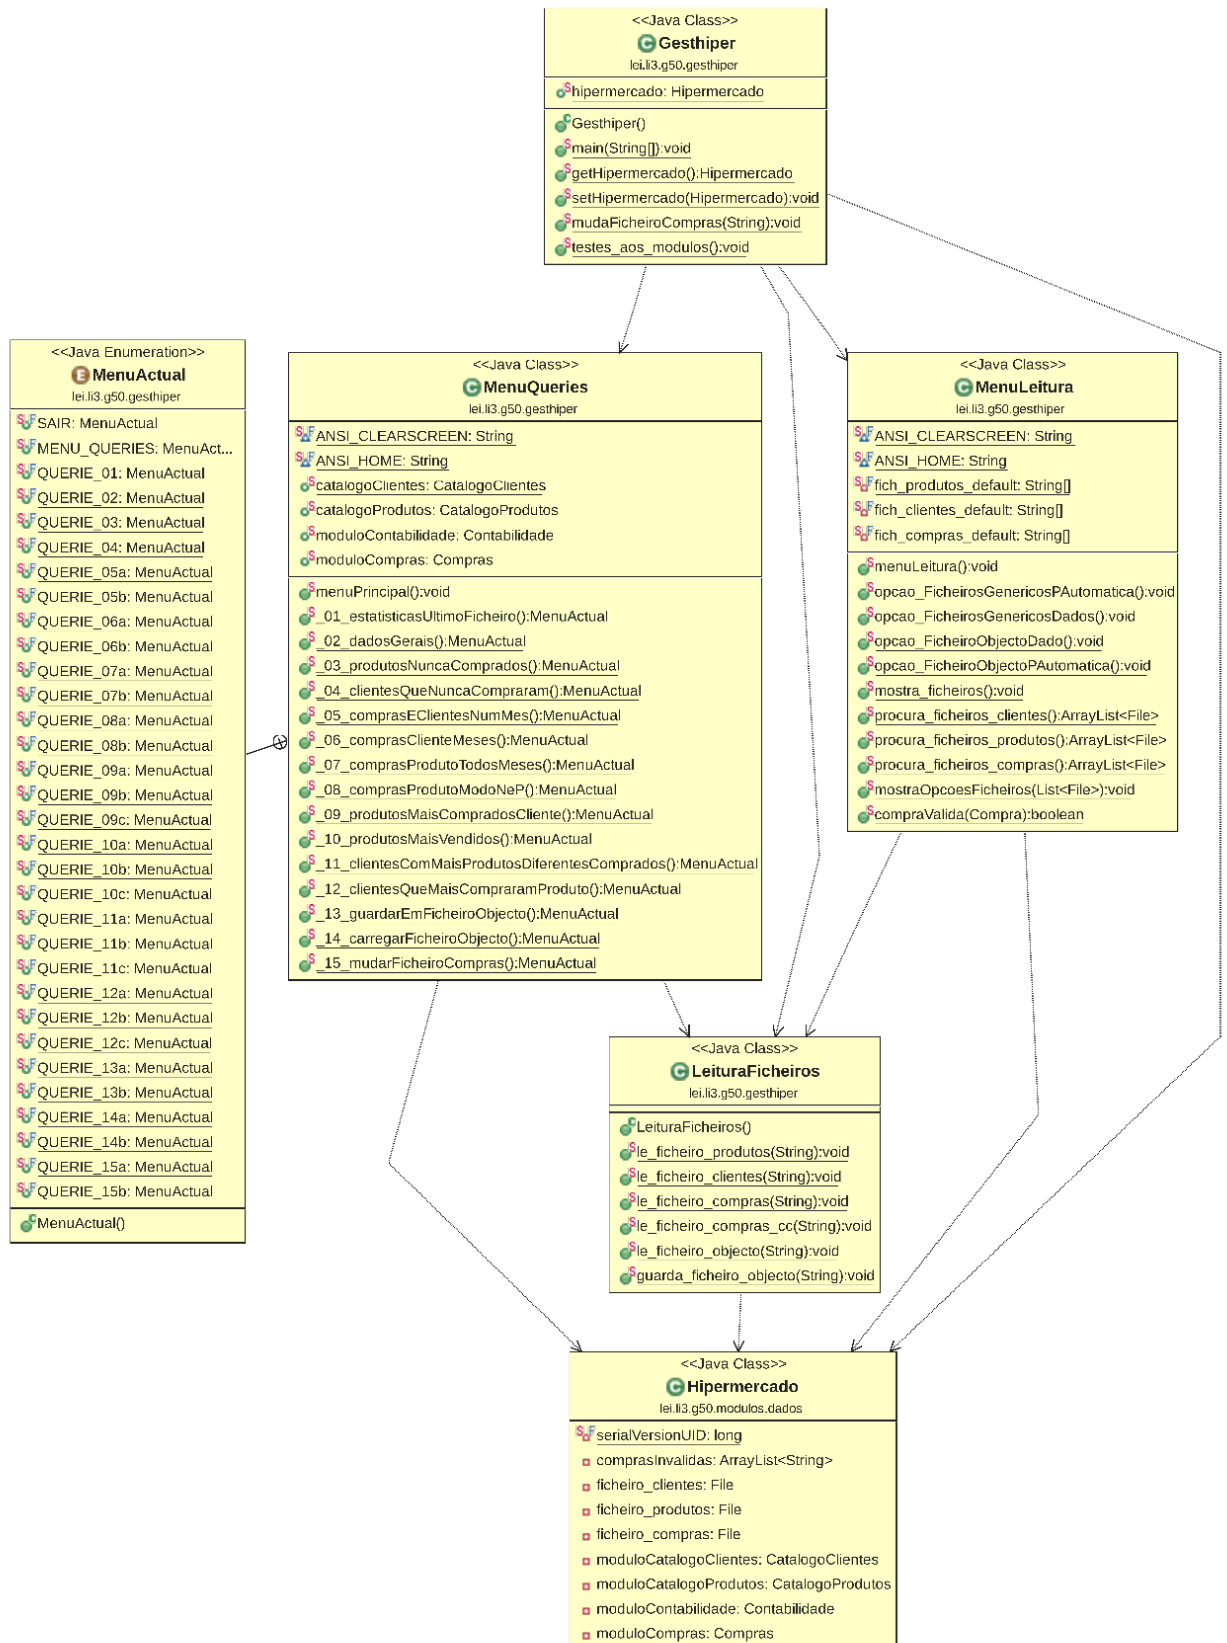 <<Java Class>>
Gesthiper
lei.li3.g50.gesthiper
hipermercado: Hipermercado
Gesthiper()
main(String[]):void
getHipermercado():Hipermercado
setHipermercado(Hipermercado):void
mudaFicheiroCompras(String):void
testes_aos_modulos():void
<<Java Enumeration>>
MenuActual
lei.li3.g50.gesthiper
SAIR: MenuActual
MENU_QUERIES: MenuAct...
QUERIE_01: MenuActual
QUERIE_02: MenuActual
QUERIE_03: MenuActual
QUERIE_04: MenuActual
QUERIE_05a: MenuActual
QUERIE_05b: MenuActual
QUERIE_06a: MenuActual
QUERIE_06b: MenuActual
QUERIE_07a: MenuActual
QUERIE_07b: MenuActual
QUERIE_08a: MenuActual
QUERIE_08b: MenuActual
QUERIE_09a: MenuActual
QUERIE_09b: MenuActual
QUERIE_09c: MenuActual
QUERIE_10a: MenuActual
QUERIE_10b: MenuActual
QUERIE_10c: MenuActual
QUERIE_11a: MenuActual
QUERIE_11b: MenuActual
QUERIE_11c: MenuActual
QUERIE_12a: MenuActual
QUERIE_12b: MenuActual
QUERIE_12c: MenuActual
QUERIE_13a: MenuActual
QUERIE_13b: MenuActual
QUERIE_14a: MenuActual
QUERIE_14b: MenuActual
QUERIE_15a: MenuActual
QUERIE_15b: MenuActual
MenuActual()
<<Java Class>>
MenuQueries
lei.li3.g50.gesthiper
ANSI_CLEARSCREEN: String
ANSI_HOME: String
catalogoClientes: CatalogoClientes
catalogoProdutos: CatalogoProdutos
moduloContabilidade: Contabilidade
moduloCompras: Compras
menuPrincipal():void
_01_estatisticasUltimoFicheiro():MenuActual
_02_dadosGerais():MenuActual
_03_produtosNuncaComprados():MenuActual
_04_clientesQueNuncaCompraram():MenuActual
_05_comprasEClientesNumMes():MenuActual
_06_comprasClienteMeses():MenuActual
_07_comprasProdutoTodosMeses():MenuActual
_08_comprasProdutoModoNeP():MenuActual
_09_produtosMaisCompradosCliente():MenuActual
_10_produtosMaisVendidos():MenuActual
_11_clientesComMaisProdutosDiferentesComprados():MenuActual
_12_clientesQueMaisCompraramProduto():MenuActual
_13_guardarEmFicheiroObjecto():MenuActual
_14_carregarFicheiroObjecto():MenuActual
_15_mudarFicheiroCompras():MenuActual
<<Java Class>>
MenuLeitura
lei.li3.g50.gesthiper
ANSI_CLEARSCREEN: String
ANSI_HOME: String
fich_produtos_default: String[]
fich_clientes_default: String[]
fich_compras_default: String[]
menuLeitura():void
opcao_FicheirosGenericosPAutomatica():void
opcao_FicheirosGenericosDados():void
opcao_FicheiroObjectoDado():void
opcao_FicheiroObjectoPAutomatica():void
mostra_ficheiros():void
procura_ficheiros_clientes():ArrayList<File>
procura_ficheiros_produtos():ArrayList<File>
procura_ficheiros_compras():ArrayList<File>
mostraOpcoesFicheiros(List<File>):void
compraValida(Compra):boolean
<<Java Class>>
LeituraFicheiros
lei.li3.g50.gesthiper
LeituraFicheiros()
le_ficheiro_produtos(String):void
le_ficheiro_clientes(String):void
le_ficheiro_compras(String):void
le_ficheiro_compras_cc(String):void
le_ficheiro_objecto(String):void
guarda_ficheiro_objecto(String):void
<<Java Class>>
Hipermercado
lei.li3.g50.modulos.dados
serialVersionUID: long
comprasInvalidas: ArrayList<String>
ficheiro_clientes: File
ficheiro_produtos: File
ficheiro_compras: File
moduloCatalogoClientes: CatalogoClientes
moduloCatalogoProdutos: CatalogoProdutos
moduloContabilidade: Contabilidade
moduloCompras: Compras